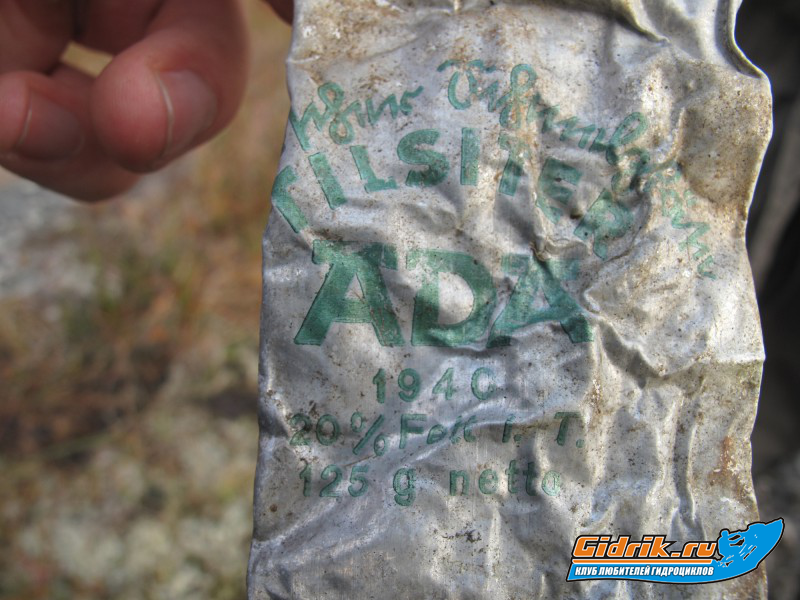 TILSITER
ADA
1940
20% Fett i. T.
125 g netto
Gidrik.ru
КЛУБ ЛЮБИТЕЛЕЙ ГИДРОЦИКЛОВ